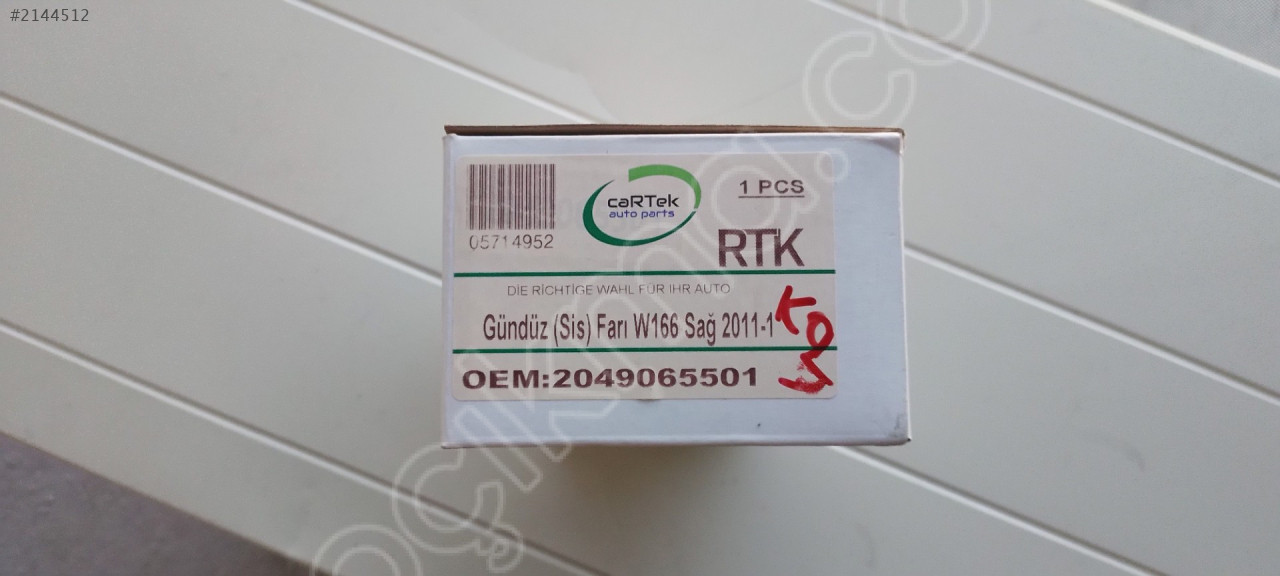 #2144512
05714952
caRTek
auto parts
1 PCS
RTK
DIE RICHTIGE WAHL FÜR IHR AUTO
Gündüz (Sis) Farı W166 Sağ 2011-1
OEM:2049065501